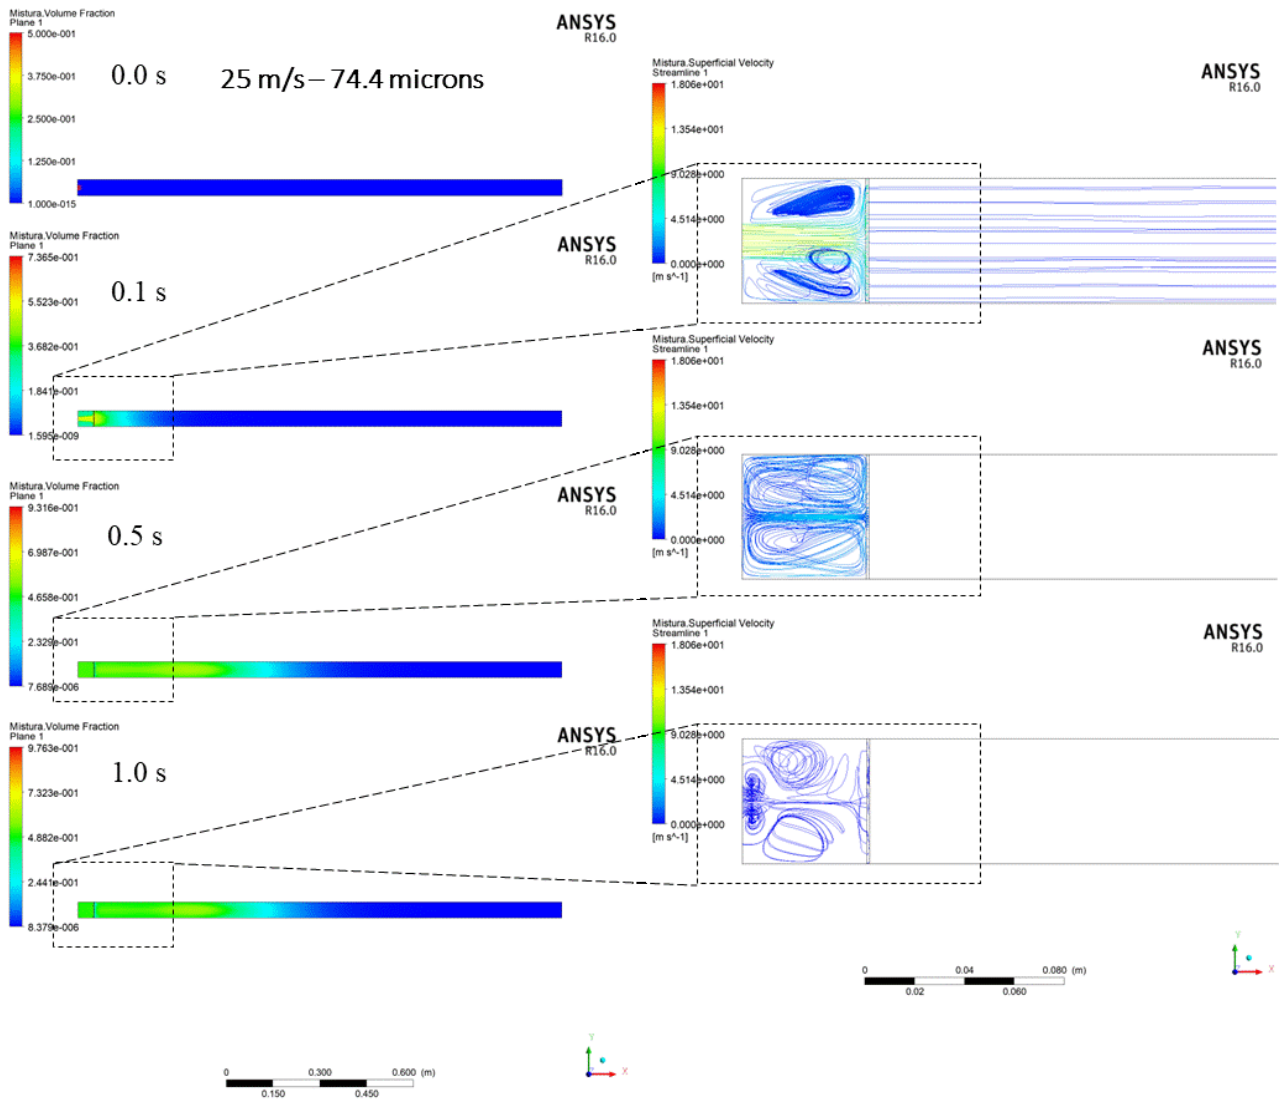 Mistura.Volume Fraction
Plane 1
5.000e-001
3.750e-001
2.500e-001
1.250e-001
1.000e-015
0.0 s
25 m/s – 74.4 microns
ANSYS
R16.0
Mistura.Volume Fraction
Plane 1
7.365e-001
5.523e-001
3.682e-001
1.841e-001
1.595e-009
0.1 s
ANSYS
R16.0
Mistura.Volume Fraction
Plane 1
9.316e-001
6.987e-001
4.658e-001
2.329e-001
7.689e-006
0.5 s
ANSYS
R16.0
Mistura.Volume Fraction
Plane 1
9.763e-001
7.323e-001
4.882e-001
2.441e-001
8.379e-006
1.0 s
ANSYS
R16.0
0 0.300 0.600 (m)
0.150 0.450
Y
X
Mistura.Superficial Velocity
Streamline 1
1.806e+001
1.354e+001
9.028e+000
4.514e+000
0.000e+000
[m s^-1]
ANSYS
R16.0
Mistura.Superficial Velocity
Streamline 1
1.806e+001
1.354e+001
9.028e+000
4.514e+000
0.000e+000
[m s^-1]
ANSYS
R16.0
Mistura.Superficial Velocity
Streamline 1
1.806e+001
1.354e+001
9.028e+000
4.514e+000
0.000e+000
[m s^-1]
ANSYS
R16.0
0 0.04 0.080 (m)
0.02 0.060
Y
X